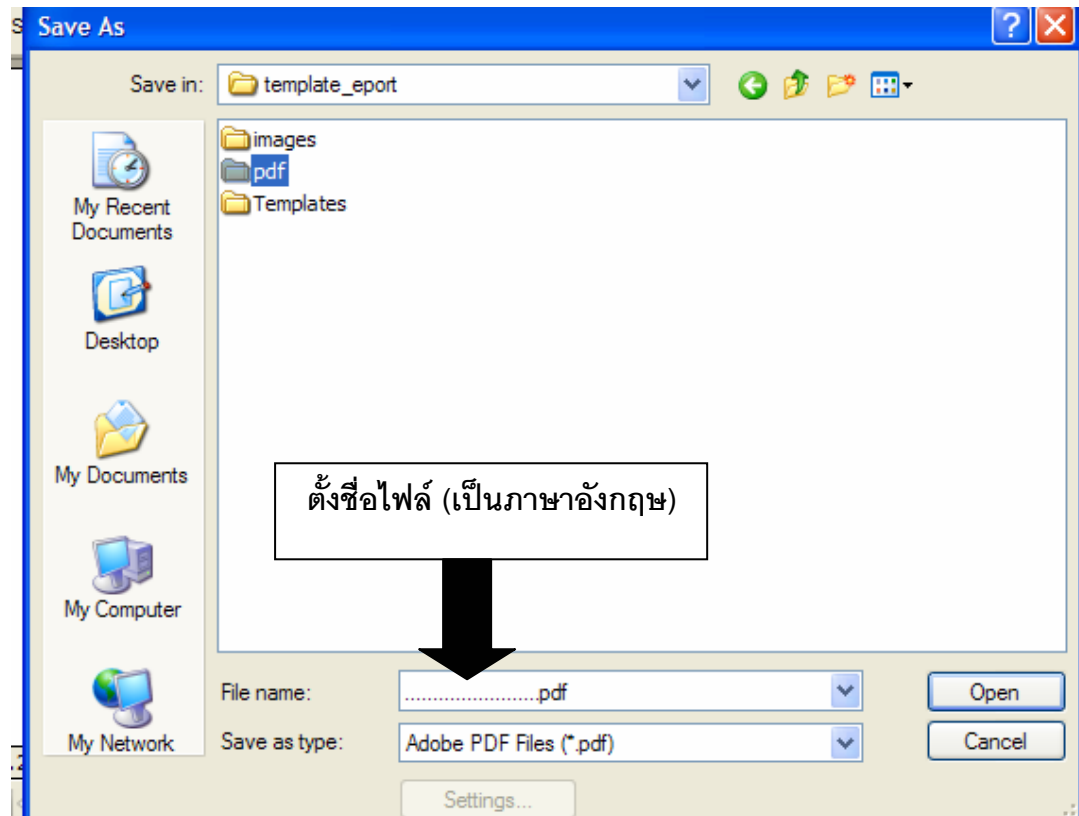 Save As
Save in:
template_eport
images
pdf
Templates
My Recent
Documents
Desktop
My Documents
My Computer
My Network
ตั้งชื่อไฟล์ (เป็นภาษาอังกฤษ)
File name:
........................pdf
Open
Save as type:
Adobe PDF Files (*.pdf)
Cancel
Settings...